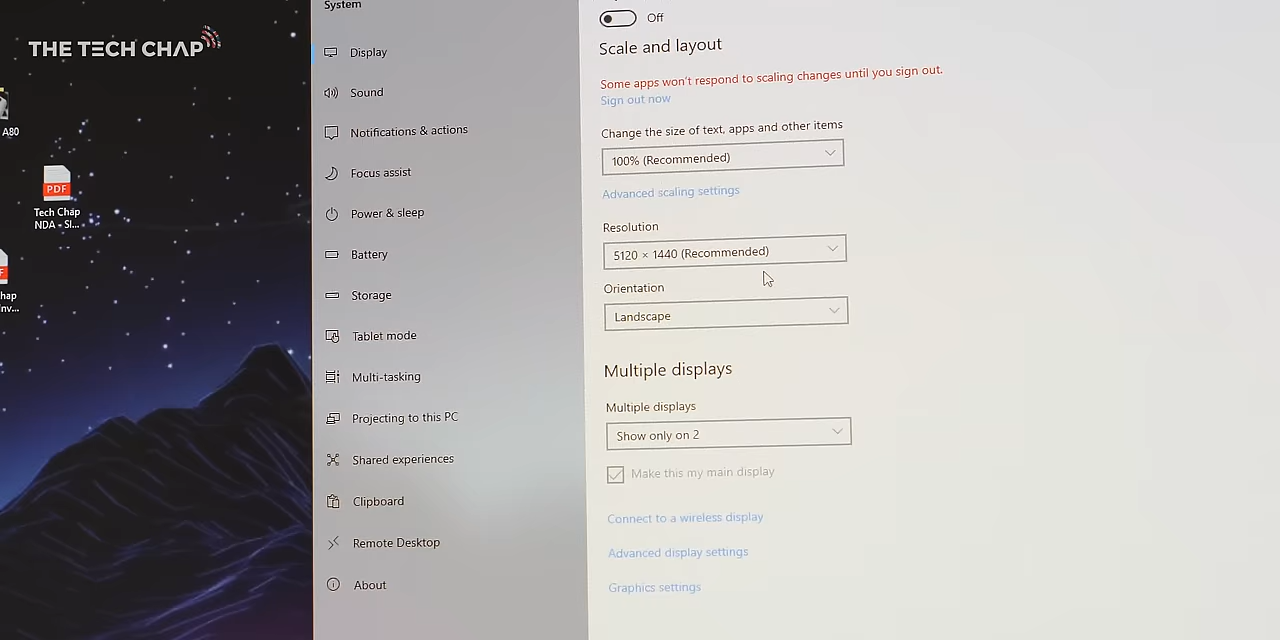 THE TECH CHAP
A80
PDF
Tech Chap
NDA - Sl...
hap
nv...
System
Display
Sound
Notifications & actions
Focus assist
Power & sleep
Battery
Storage
Tablet mode
Multi-tasking
Projecting to this PC
Shared experiences
Clipboard
Remote Desktop
About
Off
Scale and layout
Some apps won't respond to scaling changes until you sign out.
Sign out now
Change the size of text, apps and other items
100% (Recommended)
Advanced scaling settings
Resolution
5120 × 1440 (Recommended)
Orientation
Landscape
Multiple displays
Multiple displays
Show only on 2
Make this my main display
Connect to a wireless display
Advanced display settings
Graphics settings